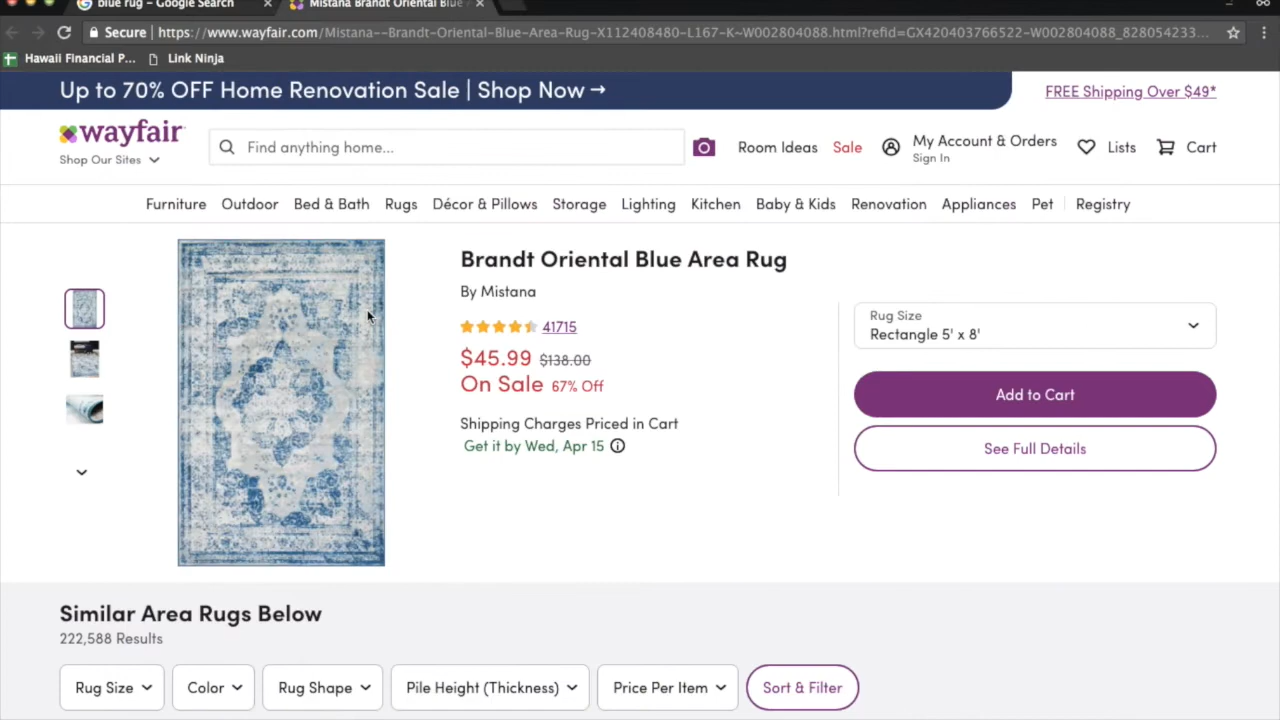 blue rug - Google Search
Mistana Brandt Oriental Blue
Secure | https://www.wayfair.com/Mistana--Brandt-Oriental-Blue-Area-Rug-X112408480-L167-K~W002804088.html?refid=GX420403766522-W002804088_828054233...
Hawaii Financial P...
Link Ninja
Up to 70% OFF Home Renovation Sale | Shop Now →
FREE Shipping Over $49*
wayfair
Shop Our Sites
Find anything home...
Room Ideas
Sale
My Account & Orders
Sign In
Lists
Cart
Furniture
Outdoor
Bed & Bath
Rugs
Décor & Pillows
Storage
Lighting
Kitchen
Baby & Kids
Renovation
Appliances
Pet
Registry
Brandt Oriental Blue Area Rug
By Mistana
41715
$45.99 $138.00
On Sale 67% Off
Shipping Charges Priced in Cart
Get it by Wed, Apr 15
Rug Size
Rectangle 5' x 8'
Add to Cart
See Full Details
Similar Area Rugs Below
222,588 Results
Rug Size
Color
Rug Shape
Pile Height (Thickness)
Price Per Item
Sort & Filter